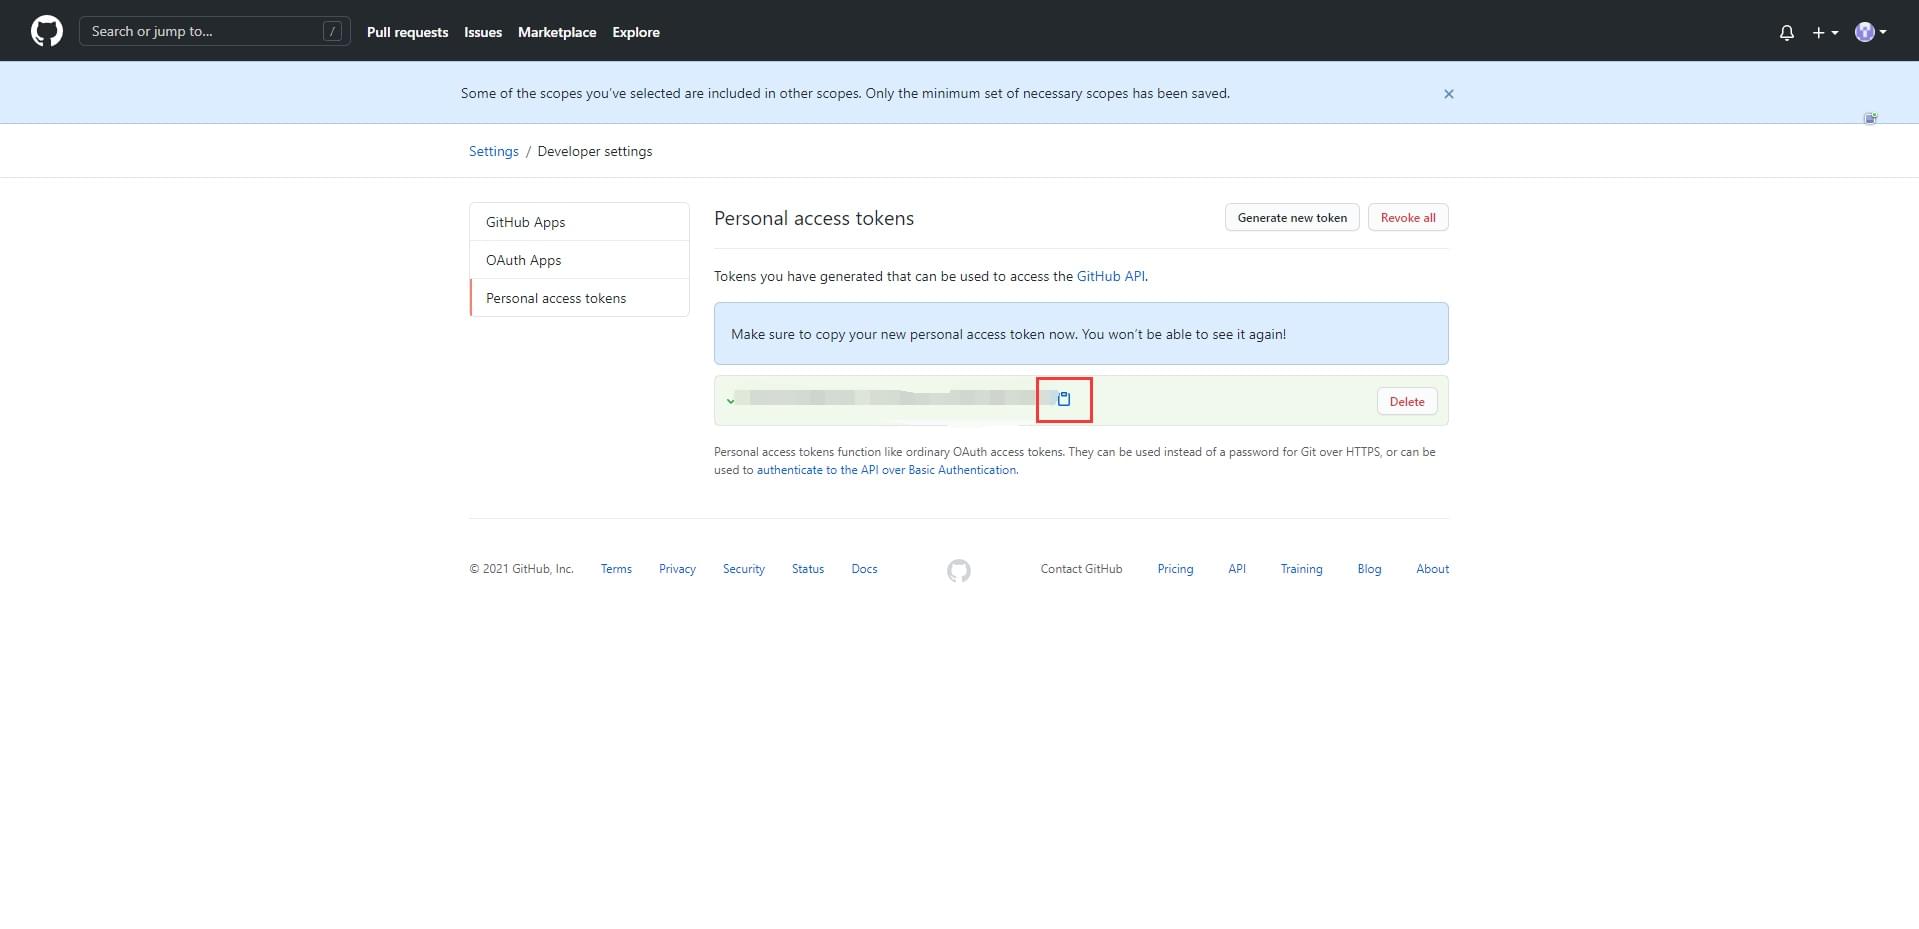 Search or jump to... /
Pull requests Issues Marketplace Explore
Some of the scopes you've selected are included in other scopes. Only the minimum set of necessary scopes has been saved.
Settings / Developer settings
GitHub Apps
OAuth Apps
Personal access tokens
Personal access tokens
Generate new token Revoke all
Tokens you have generated that can be used to access the GitHub API.
Make sure to copy your new personal access token now. You won't be able to see it again!
Delete
Personal access tokens function like ordinary OAuth access tokens. They can be used instead of a password for Git over HTTPS, or can be
used to authenticate to the API over Basic Authentication.
© 2021 GitHub, Inc. Terms Privacy Security Status Docs Contact GitHub Pricing API Training Blog About